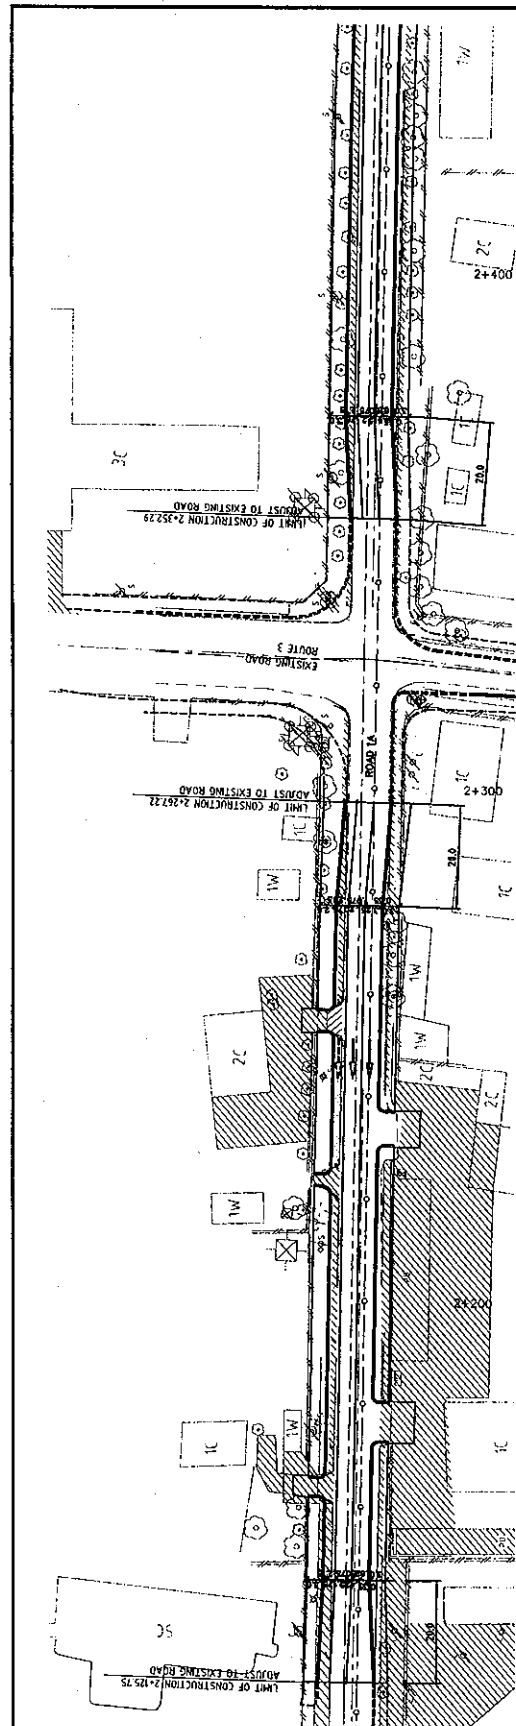 1W
2C
2+400
1C
3C
1C
20.0
LIMIT OF CONSTRUCTION 2+352.29
ADJUST TO EXISTING ROAD
EXISTING ROAD
ROUTE 3
ROAD 1A
LIMIT OF CONSTRUCTION 2+267.22
ADJUST TO EXISTING ROAD
1C
2+300
1C
20.0
1C
1W
1W
1W
2C
2C
2C
1W
2+200
1C
1W
1C
5C
LIMIT OF CONSTRUCTION 2+125.75
ADJUST TO EXISTING ROAD
20.0